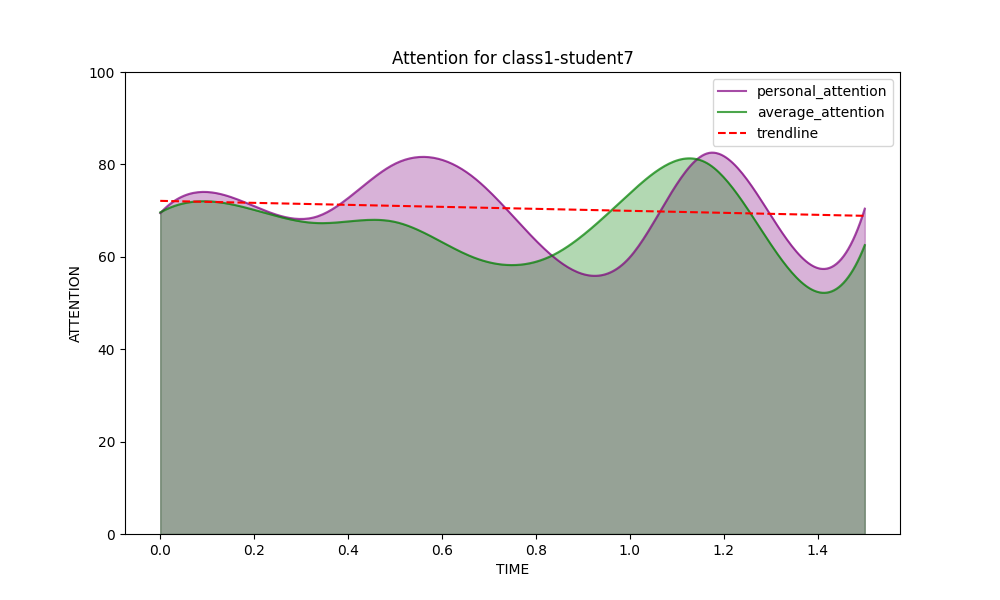 Attention for class1-student7
personal_attention
average_attention
trendline
ATTENTION
100
80
60
40
20
0
0.0 0.2 0.4 0.6 0.8 1.0 1.2 1.4
TIME